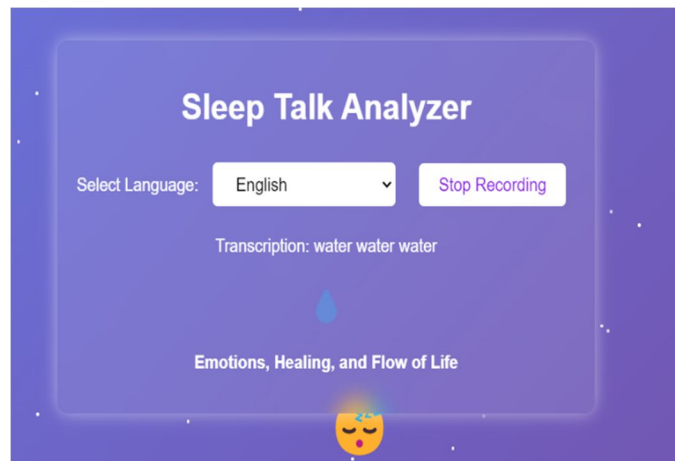 Sleep Talk Analyzer
Select Language: English Stop Recording
Transcription: water water water
Emotions, Healing, and Flow of Life